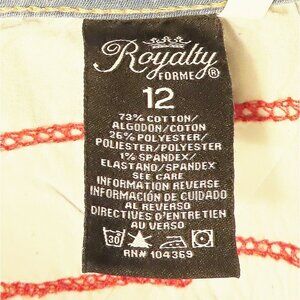 Royalty
FORME®
12
73% COTTON/
ALGODON/COTON
26% POLYESTER/
POLIESTER/POLYESTER
1% SPANDEX/
ELASTANO/SPANDEX
SEE CARE
INFORMATION REVERSE
INFORMACIÓN DE CUIDADO
AL REVERSO
DIRECTIVES D'ENTRETIEN
AU VERSO
30
RN# 104369